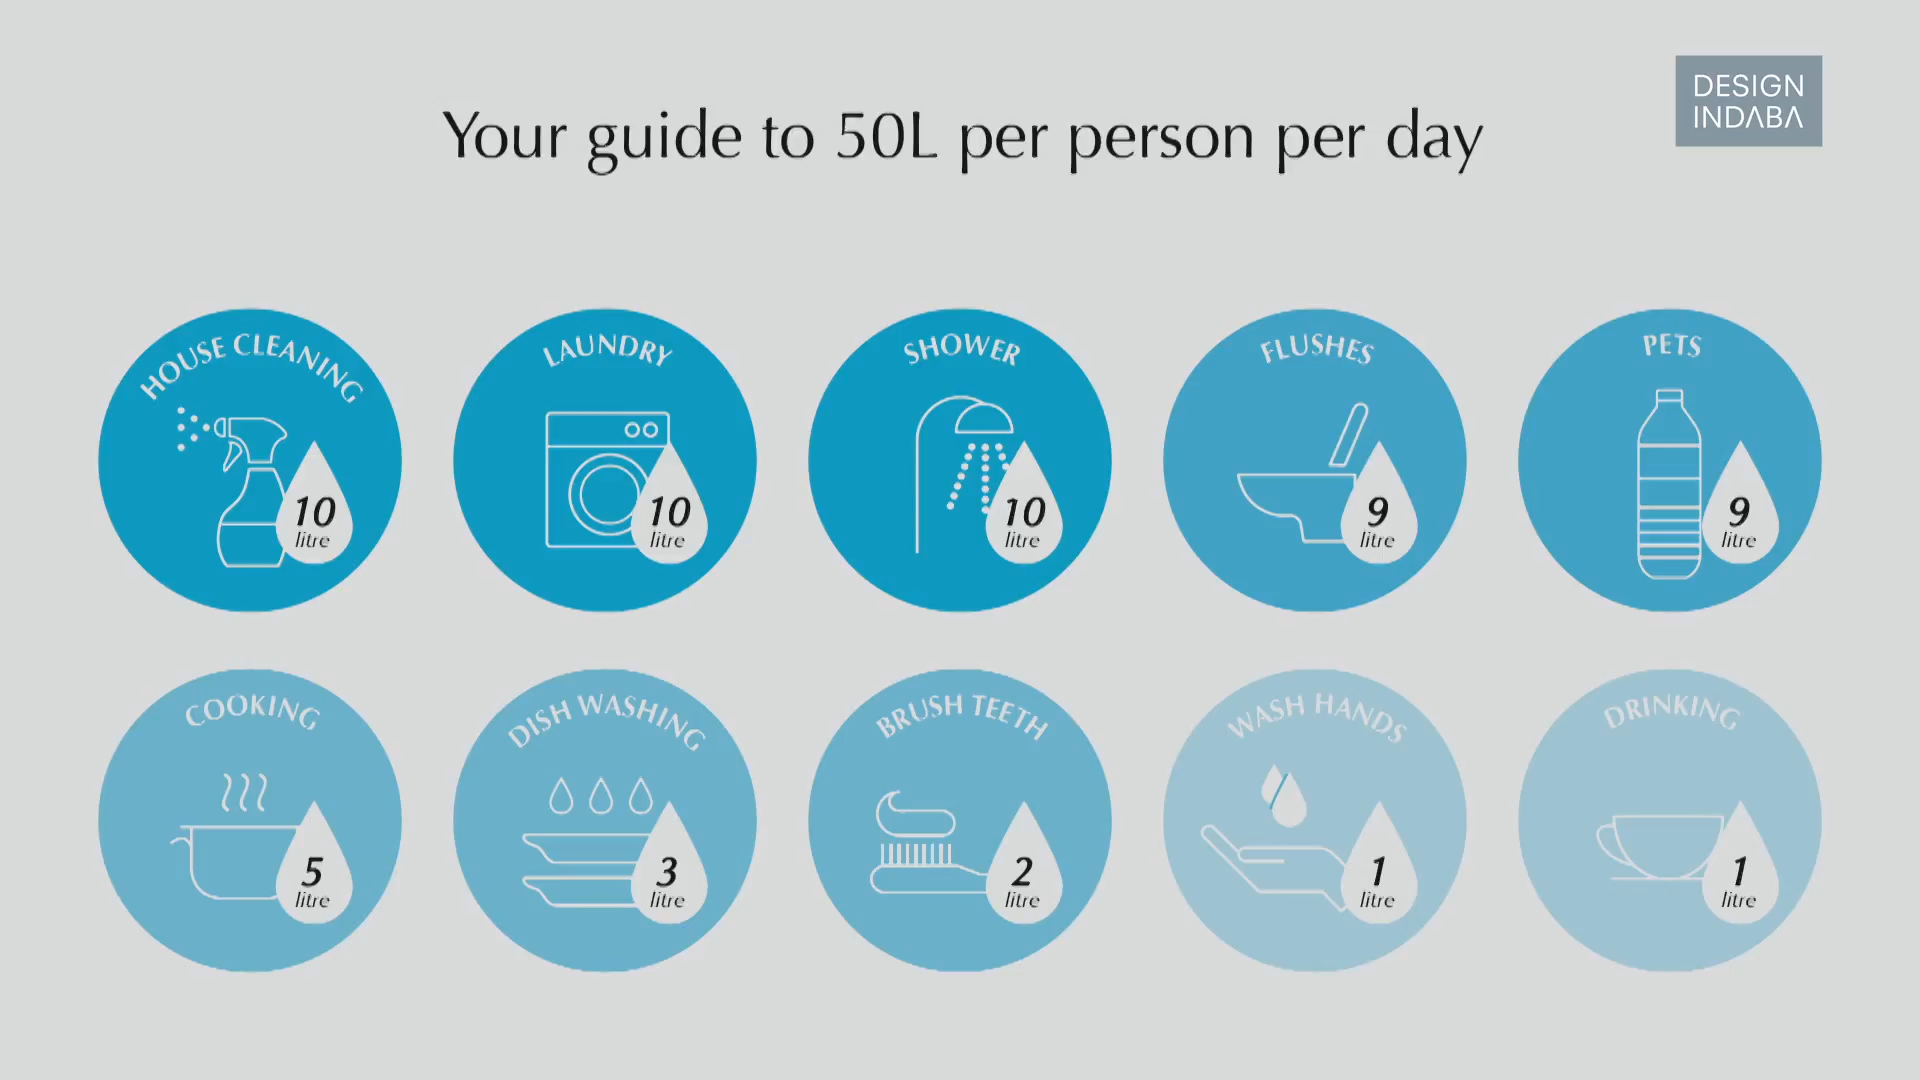 DESIGN
INDABA
Your guide to 50L per person per day
HOUSE CLEANING
10
litre
LAUNDRY
10
litre
SHOWER
10
litre
FLUSHES
9
litre
PETS
9
litre
COOKING
5
litre
DISH WASHING
3
litre
BRUSH TEETH
2
litre
WASH HANDS
1
litre
DRINKING
1
litre